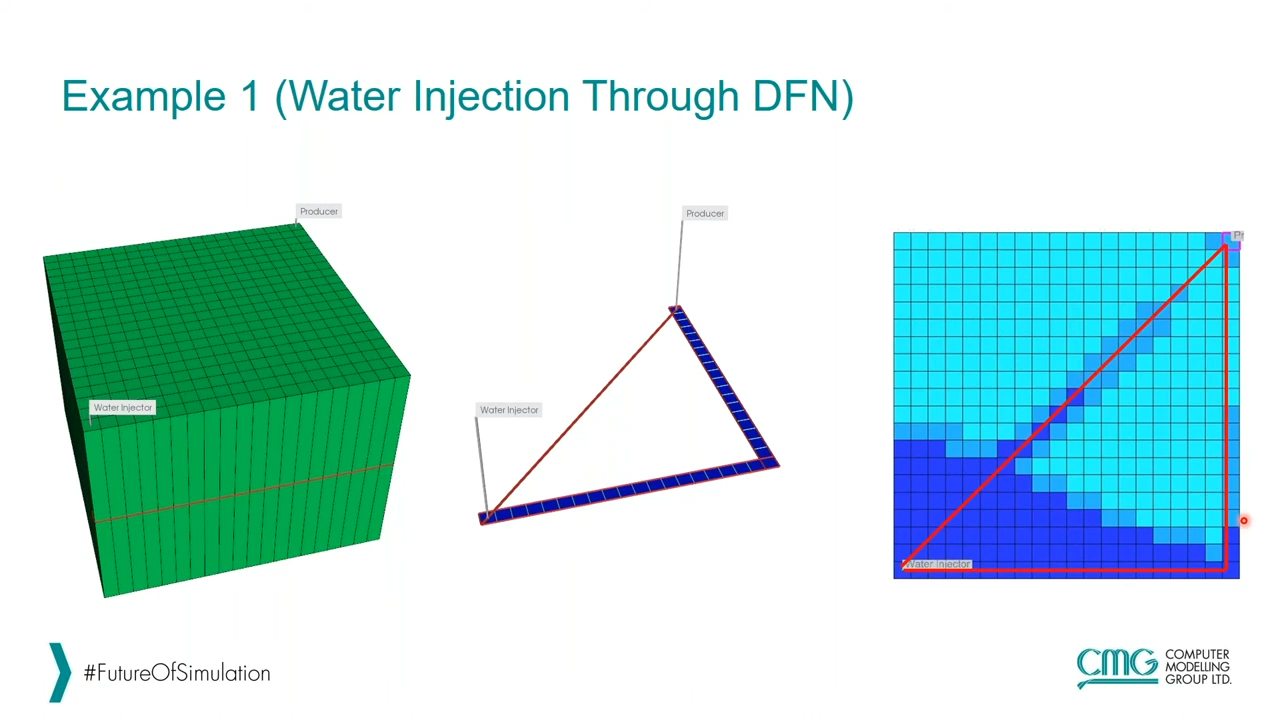 Example 1 (Water Injection Through DFN)
Producer
Water Injector
Producer
Water Injector
Water Injector
#FutureOfSimulation
CMG COMPUTER
MODELLING
GROUP LTD.